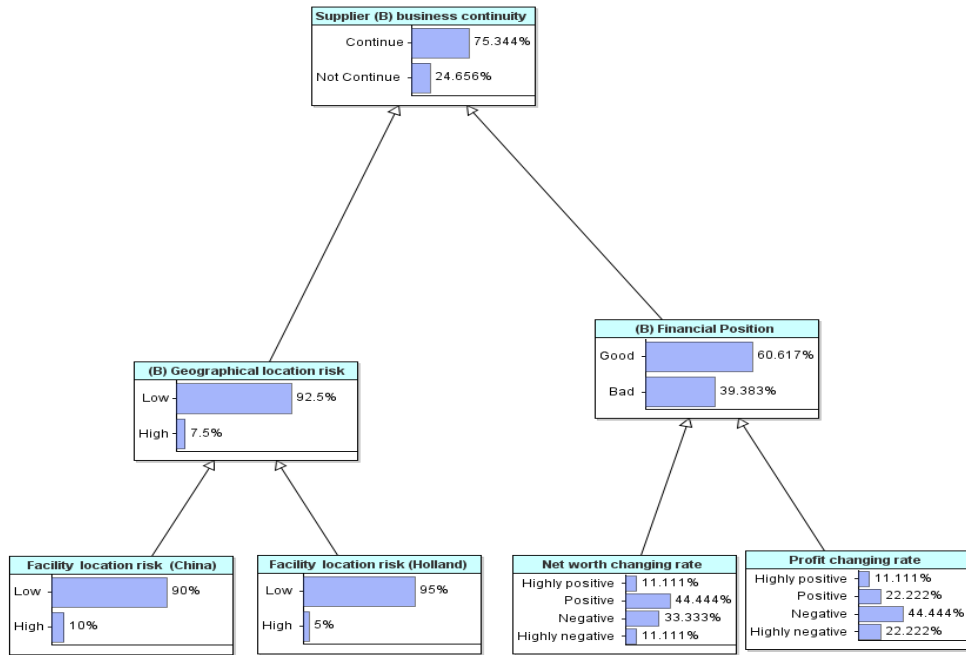 Supplier (B) business continuity
Continue 75.344%
Not Continue 24.656%
(B) Financial Position
Good 60.617%
Bad 39.383%
(B) Geographical location risk
Low 92.5%
High 7.5%
Facility location risk (China)
Low 90%
High 10%
Facility location risk (Holland)
Low 95%
High 5%
Net worth changing rate
Highly positive 11.111%
Positive 44.444%
Negative 33.333%
Highly negative 11.111%
Profit changing rate
Highly positive 11.111%
Positive 22.222%
Negative 44.444%
Highly negative 22.222%